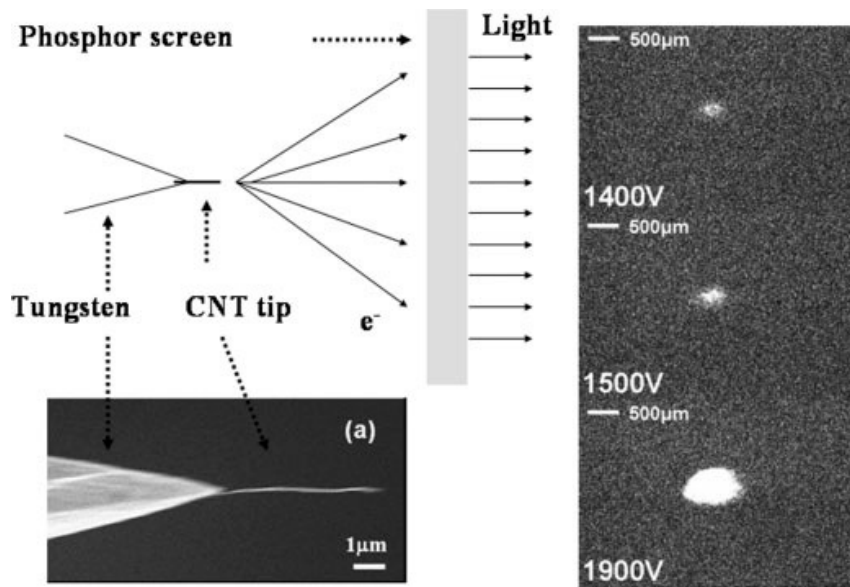 Phosphor screen
Light
Tungsten
CNT tip
e⁻
(a)
1µm
500µm
1400V
500µm
1500V
500µm
1900V